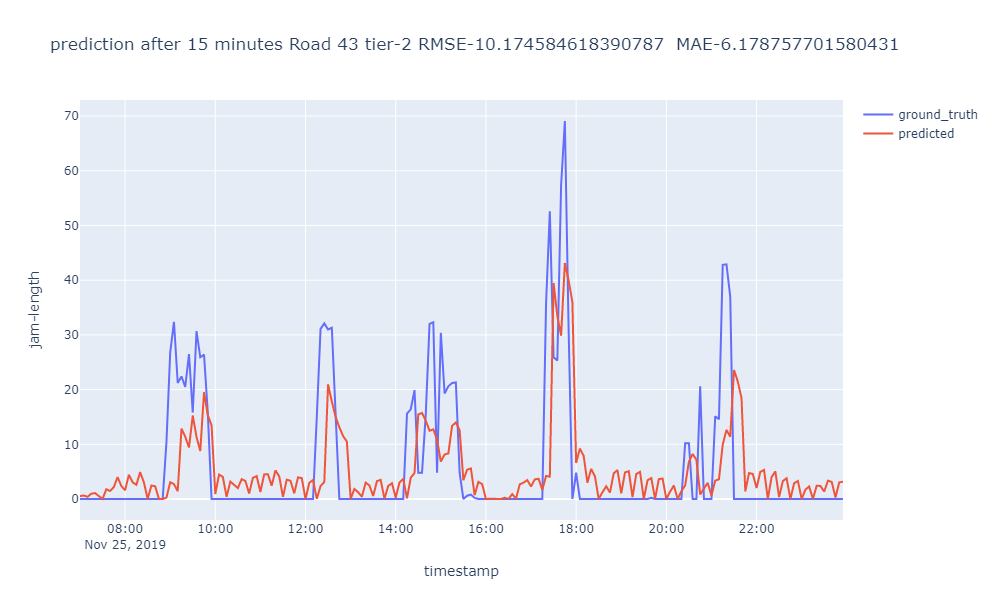 prediction after 15 minutes Road 43 tier-2 RMSE-10.174584618390787  MAE-6.178757701580431
ground_truth
predicted
jam-length
70
60
50
40
30
20
10
0
08:00 10:00 12:00 14:00 16:00 18:00 20:00 22:00
Nov 25, 2019
timestamp